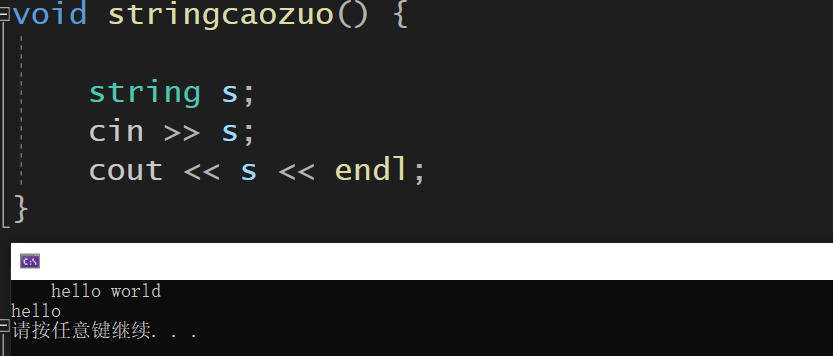 void stringcaozuo() {
string s;
cin >> s;
cout << s << endl;
}
C:\
hello world
hello
请按任意键继续. . .